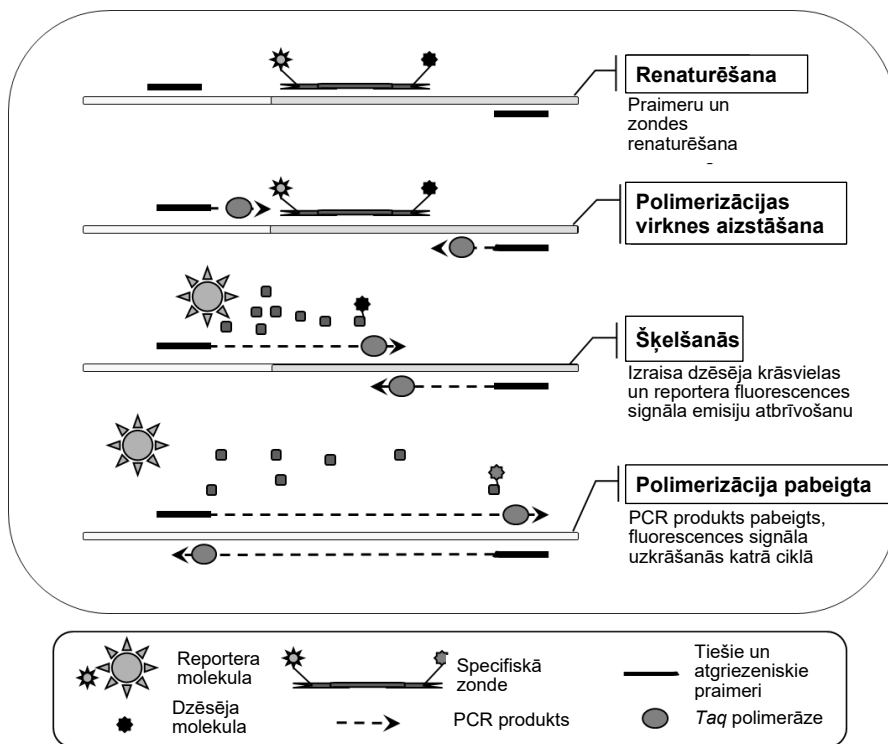 Renaturēšana
Praimeru un
zondes
renaturēšana
Polimerizācijas
virknes aizstāšana
Šķelšanās
Izraisa dzēsēja krāsvielas
un reportera fluorescences
signāla emisiju atbrīvošanu
Polimerizācija pabeigta
PCR produkts pabeigts,
fluorescences signāla
uzkrāšanās katrā ciklā
Reportera
molekula
Specifiskā
zonde
Tiešie un
atgriezeniskie
praimeri
Dzēsēja
molekula
PCR produkts
Taq polimerāze